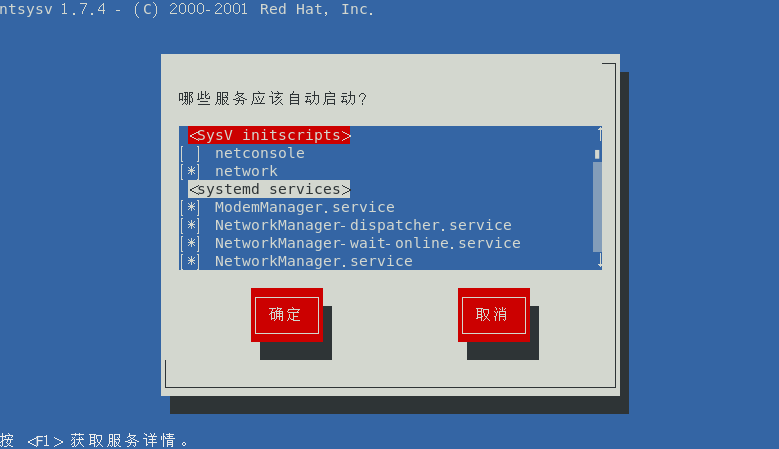 ntsysv 1.7.4 - (C) 2000-2001 Red Hat, Inc.
哪些服务应该自动启动?
<SysV initscripts>
[ ] netconsole
[*] network
<systemd services>
[*] ModemManager.service
[*] NetworkManager-dispatcher.service
[*] NetworkManager-wait-online.service
[*] NetworkManager.service
确定 取消
按 <F1> 获取服务详情。